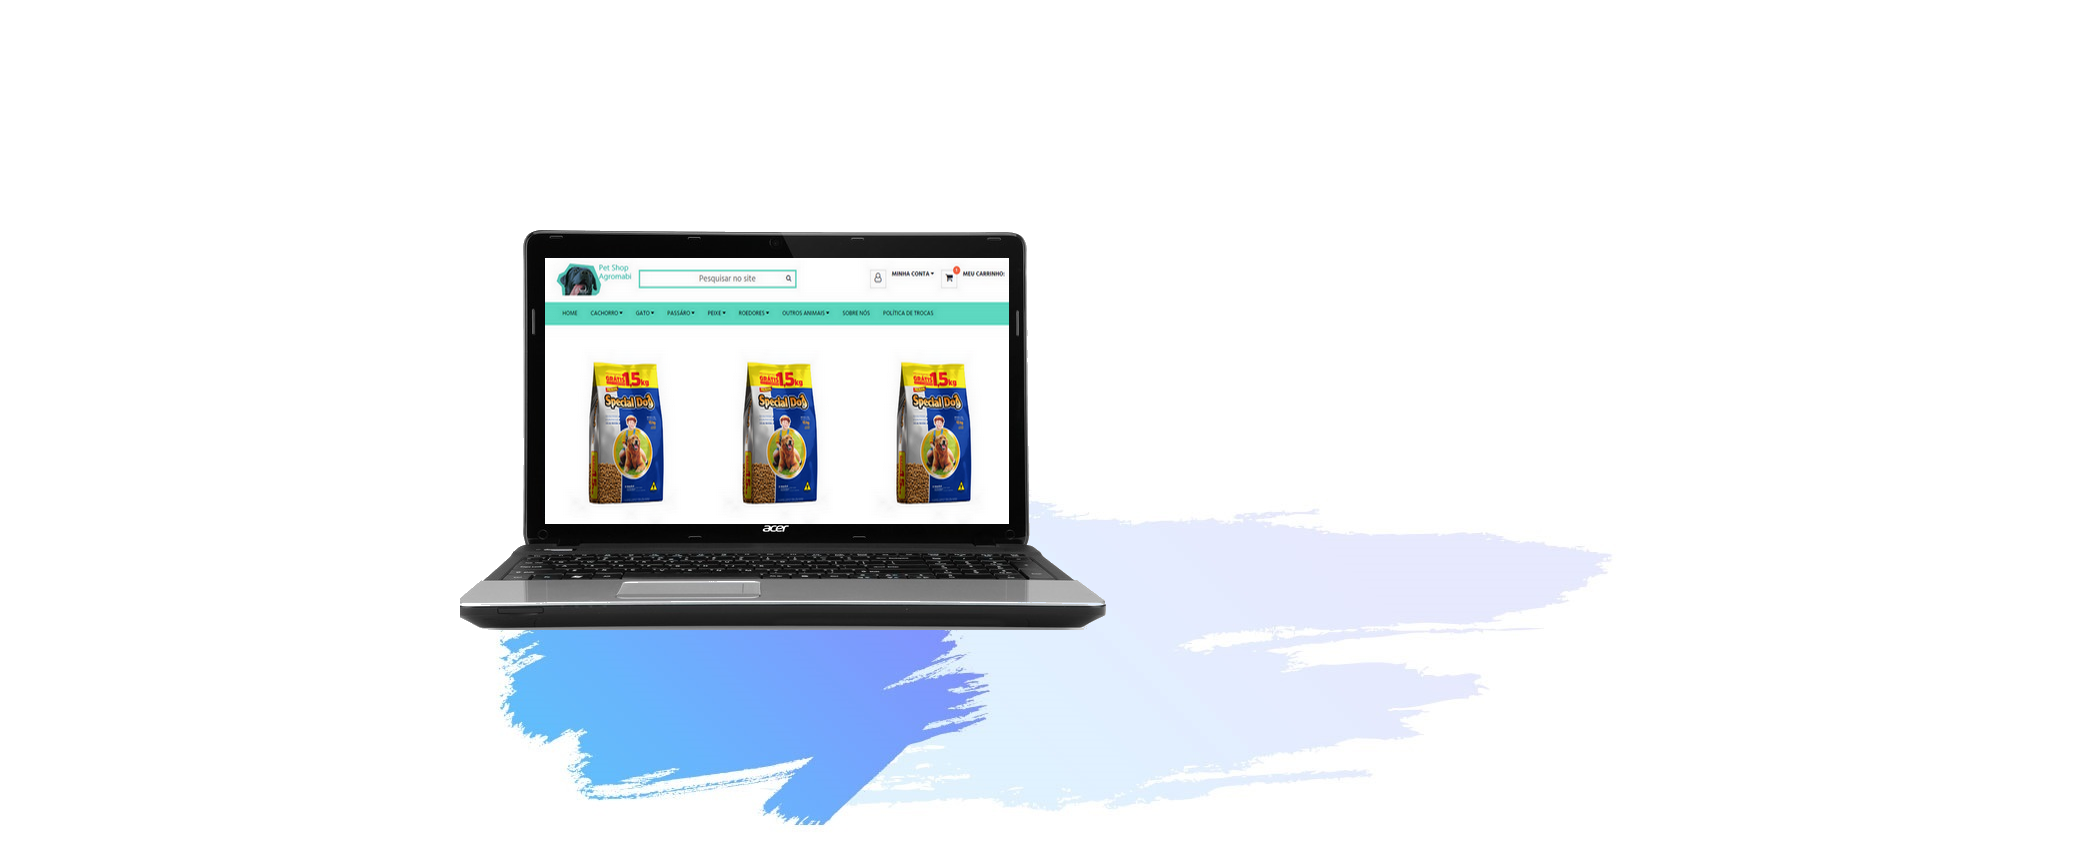 Pet Shop
Agromabi
Pesquisar no site
MINHA CONTA
MEU CARRINHO:
HOME CACHORRO GATO PASSÁRO PEIXE ROEDORES OUTROS ANIMAIS SOBRE NÓS POLÍTICA DE TROCAS
GRÁTIS 1,5kg
Special Dog
GRÁTIS 1,5kg
Special Dog
GRÁTIS 1,5kg
Special Dog
acer